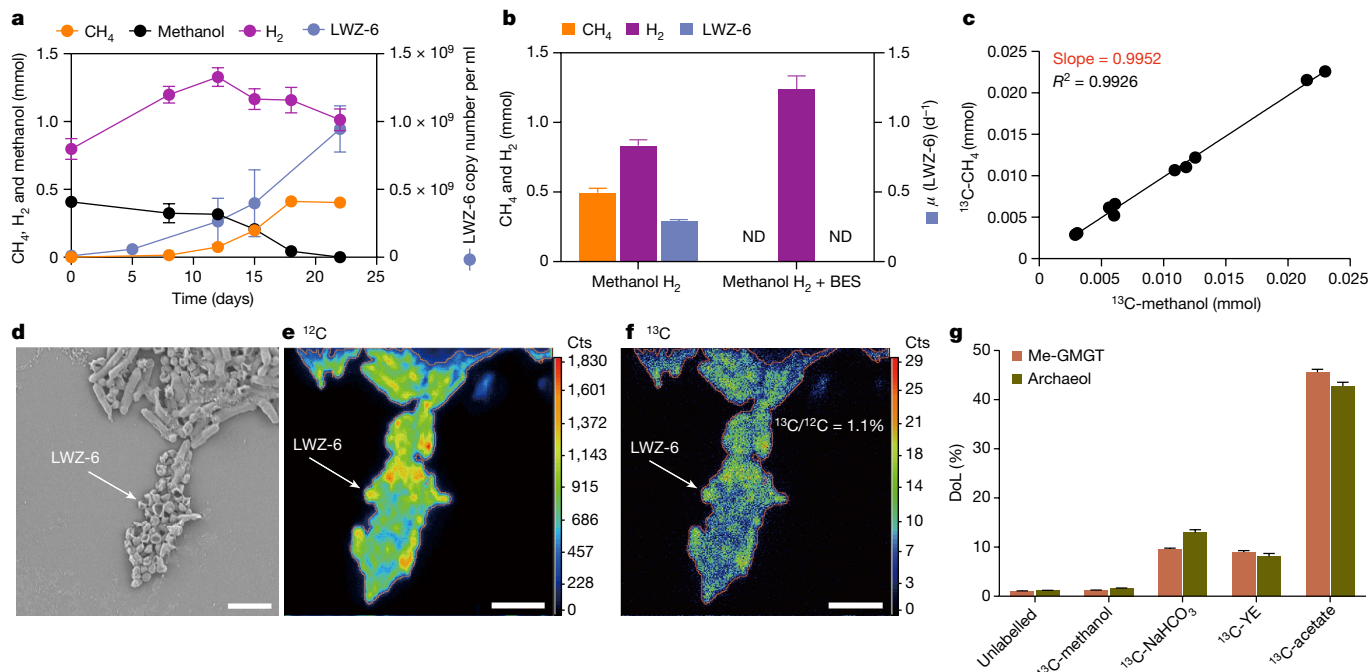 a
CH4 Methanol H2 LWZ-6
CH4, H2 and methanol (mmol)
1.5
1.0
0.5
0
1.5 × 10⁹
1.0 × 10⁹
0.5 × 10⁹
0
LWZ-6 copy number per ml
0 5 10 15 20 25
Time (days)
b
CH4 H2 LWZ-6
CH4 and H2 (mmol)
1.5
1.0
0.5
0
ND ND
1.5
1.0
0.5
0
μ (LWZ-6) (d⁻¹)
Methanol H2 Methanol H2 + BES
c
Slope = 0.9952
R² = 0.9926
¹³C-CH4 (mmol)
0.025
0.020
0.015
0.010
0.005
0
0 0.005 0.010 0.015 0.020 0.025
¹³C-methanol (mmol)
d
LWZ-6
e ¹²C
Cts
1,830
1,601
1,372
1,143
915
686
457
228
0
LWZ-6
f ¹³C
Cts
29
26
22
18
14
10
7
3
0
¹³C/¹²C = 1.1%
LWZ-6
g
Me-GMGT
Archaeol
DoL (%)
50
40
30
20
10
0
Unlabelled
¹³C-methanol
¹³C-NaHCO3
¹³C-YE
¹³C-acetate